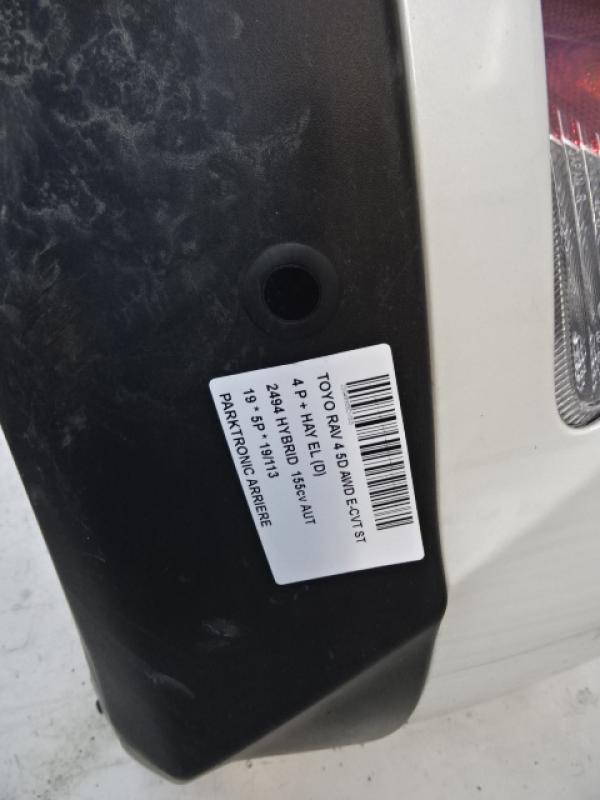 TOYO RAV 4 5D AWD E-CVT ST
4 P + HAY EL (D)
2494 HYBRID 155cv AUT
19 * 5P * 19/113
PARKTRONIC ARRIERE